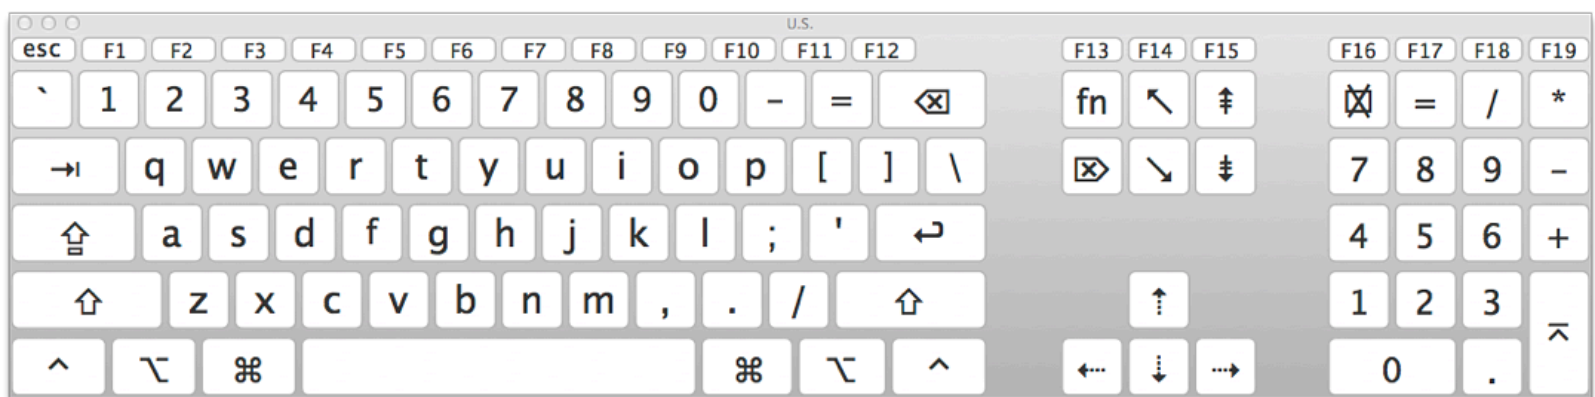 U.S.
esc F1 F2 F3 F4 F5 F6 F7 F8 F9 F10 F11 F12 F13 F14 F15 F16 F17 F18 F19
` 1 2 3 4 5 6 7 8 9 0 - = ⌫ fn ↖ ⇞ ⌧ = / *
⇥ q w e r t y u i o p [ ] \ ⌦ ↘ ⇟ 7 8 9 -
⇪ a s d f g h j k l ; ' ↩ 4 5 6 +
⇧ z x c v b n m , . / ⇧ ⇡ 1 2 3 ⌅
^ ⌥ ⌘ ⌘ ⌥ ^ ⇠ ⇣ ⇢ 0 .